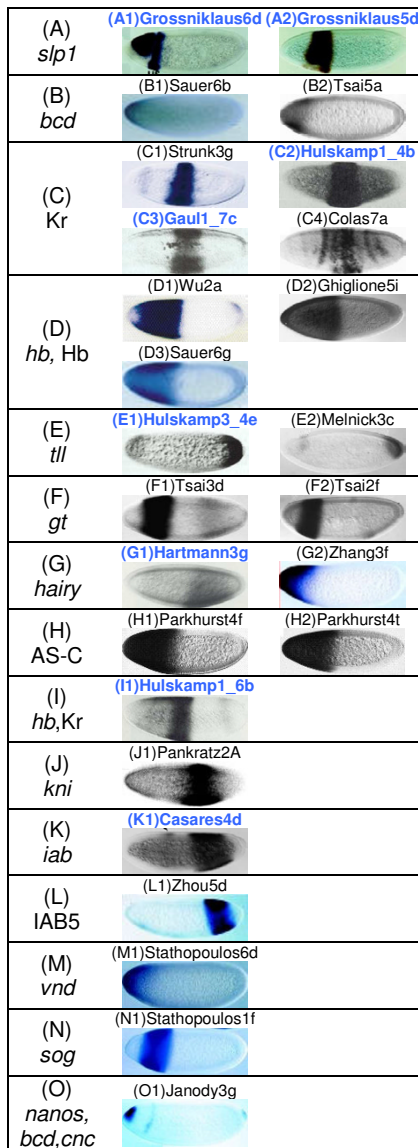 (A)
slp1
(A1)Grossniklaus6d (A2)Grossniklaus5d
(B)
bcd
(B1)Sauer6b (B2)Tsai5a
(C)
Kr
(C1)Strunk3g (C2)Hulskamp1_4b
(C3)Gaul1_7c (C4)Colas7a
(D)
hb, Hb
(D1)Wu2a (D2)Ghiglione5i
(D3)Sauer6g
(E)
tll
(E1)Hulskamp3_4e (E2)Melnick3c
(F)
gt
(F1)Tsai3d (F2)Tsai2f
(G)
hairy
(G1)Hartmann3g (G2)Zhang3f
(H)
AS-C
(H1)Parkhurst4f (H2)Parkhurst4t
(I)
hb,Kr
(I1)Hulskamp1_6b
(J)
kni
(J1)Pankratz2A
(K)
iab
(K1)Casares4d
(L)
IAB5
(L1)Zhou5d
(M)
vnd
(M1)Stathopoulos6d
(N)
sog
(N1)Stathopoulos1f
(O)
nanos,
bcd,cnc
(O1)Janody3g